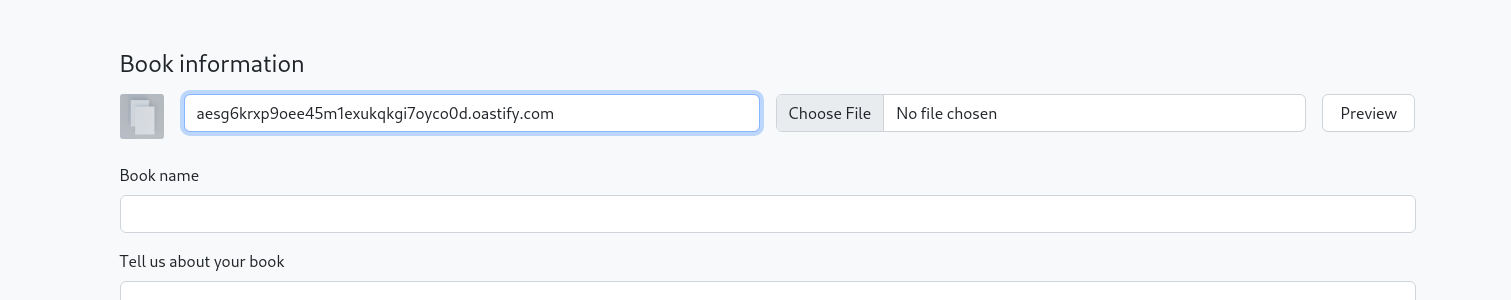 Book information
aesg6krxp9oee45m1exukqkgi7oyco0d.oastify.com Choose File No file chosen Preview
Book name
Tell us about your book